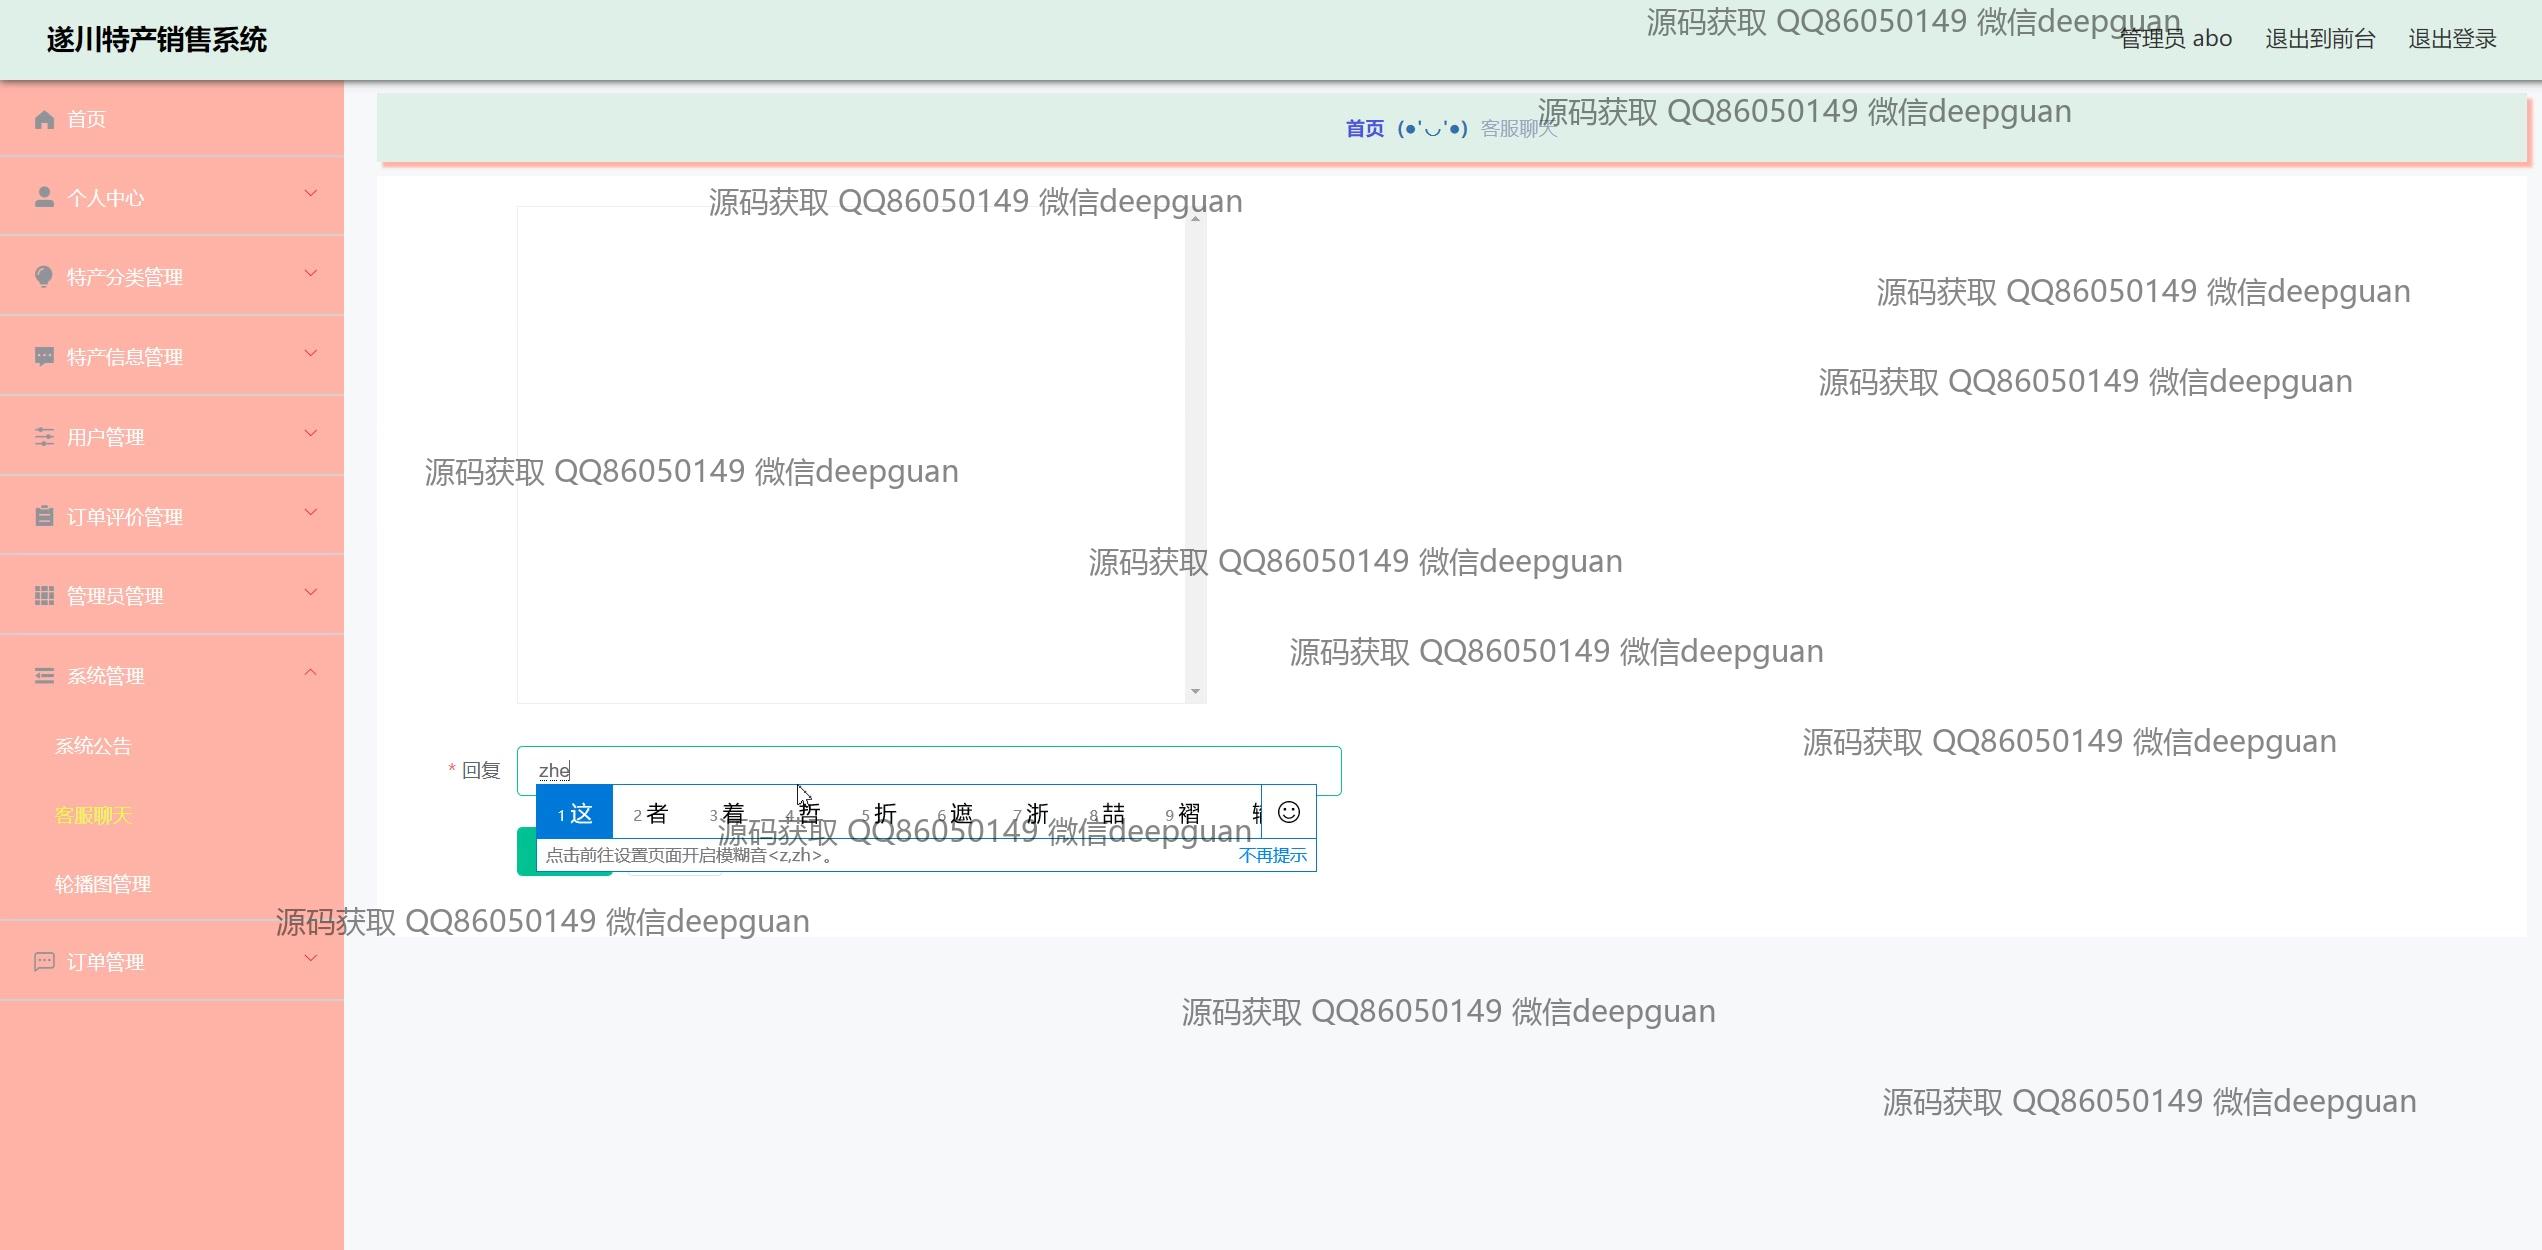 遂川特产销售系统
源码获取 QQ86050149 微信deepguan
管理员 abo 退出到前台 退出登录
首页
首页 (●'◡'●) 客服聊天
源码获取 QQ86050149 微信deepguan
个人中心
源码获取 QQ86050149 微信deepguan
特产分类管理
源码获取 QQ86050149 微信deepguan
特产信息管理
源码获取 QQ86050149 微信deepguan
用户管理
源码获取 QQ86050149 微信deepguan
订单评价管理
源码获取 QQ86050149 微信deepguan
管理员管理
源码获取 QQ86050149 微信deepguan
系统管理
系统公告
源码获取 QQ86050149 微信deepguan
* 回复 zhe
客服聊天
1 这 2 者 3 着 4 哲 5 折 6 遮 7 浙 8 喆 9 褶
源码获取 QQ86050149 微信deepguan
点击前往设置页面开启模糊音<z,zh>。 不再提示
轮播图管理
源码获取 QQ86050149 微信deepguan
订单管理
源码获取 QQ86050149 微信deepguan
源码获取 QQ86050149 微信deepguan